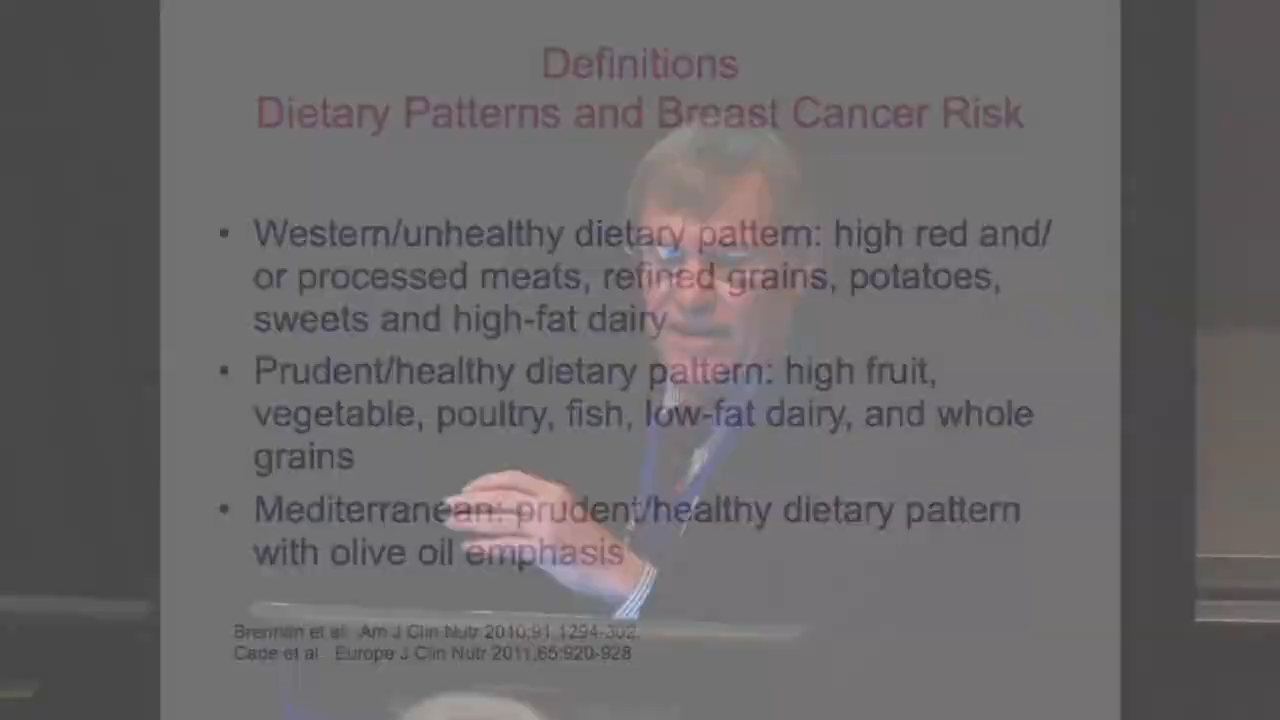 Definitions
Dietary Patterns and Breast Cancer Risk
• Western/unhealthy dietary pattern: high red and/
or processed meats, refined grains, potatoes,
sweets and high-fat dairy
• Prudent/healthy dietary pattern: high fruit,
vegetable, poultry, fish, low-fat dairy, and whole
grains
• Mediterranean: prudent/healthy dietary pattern
with olive oil emphasis
Brennan et al. Am J Clin Nutr 2010;91:1294-302.
Cade et al. Europe J Clin Nutr 2011;65:920-928